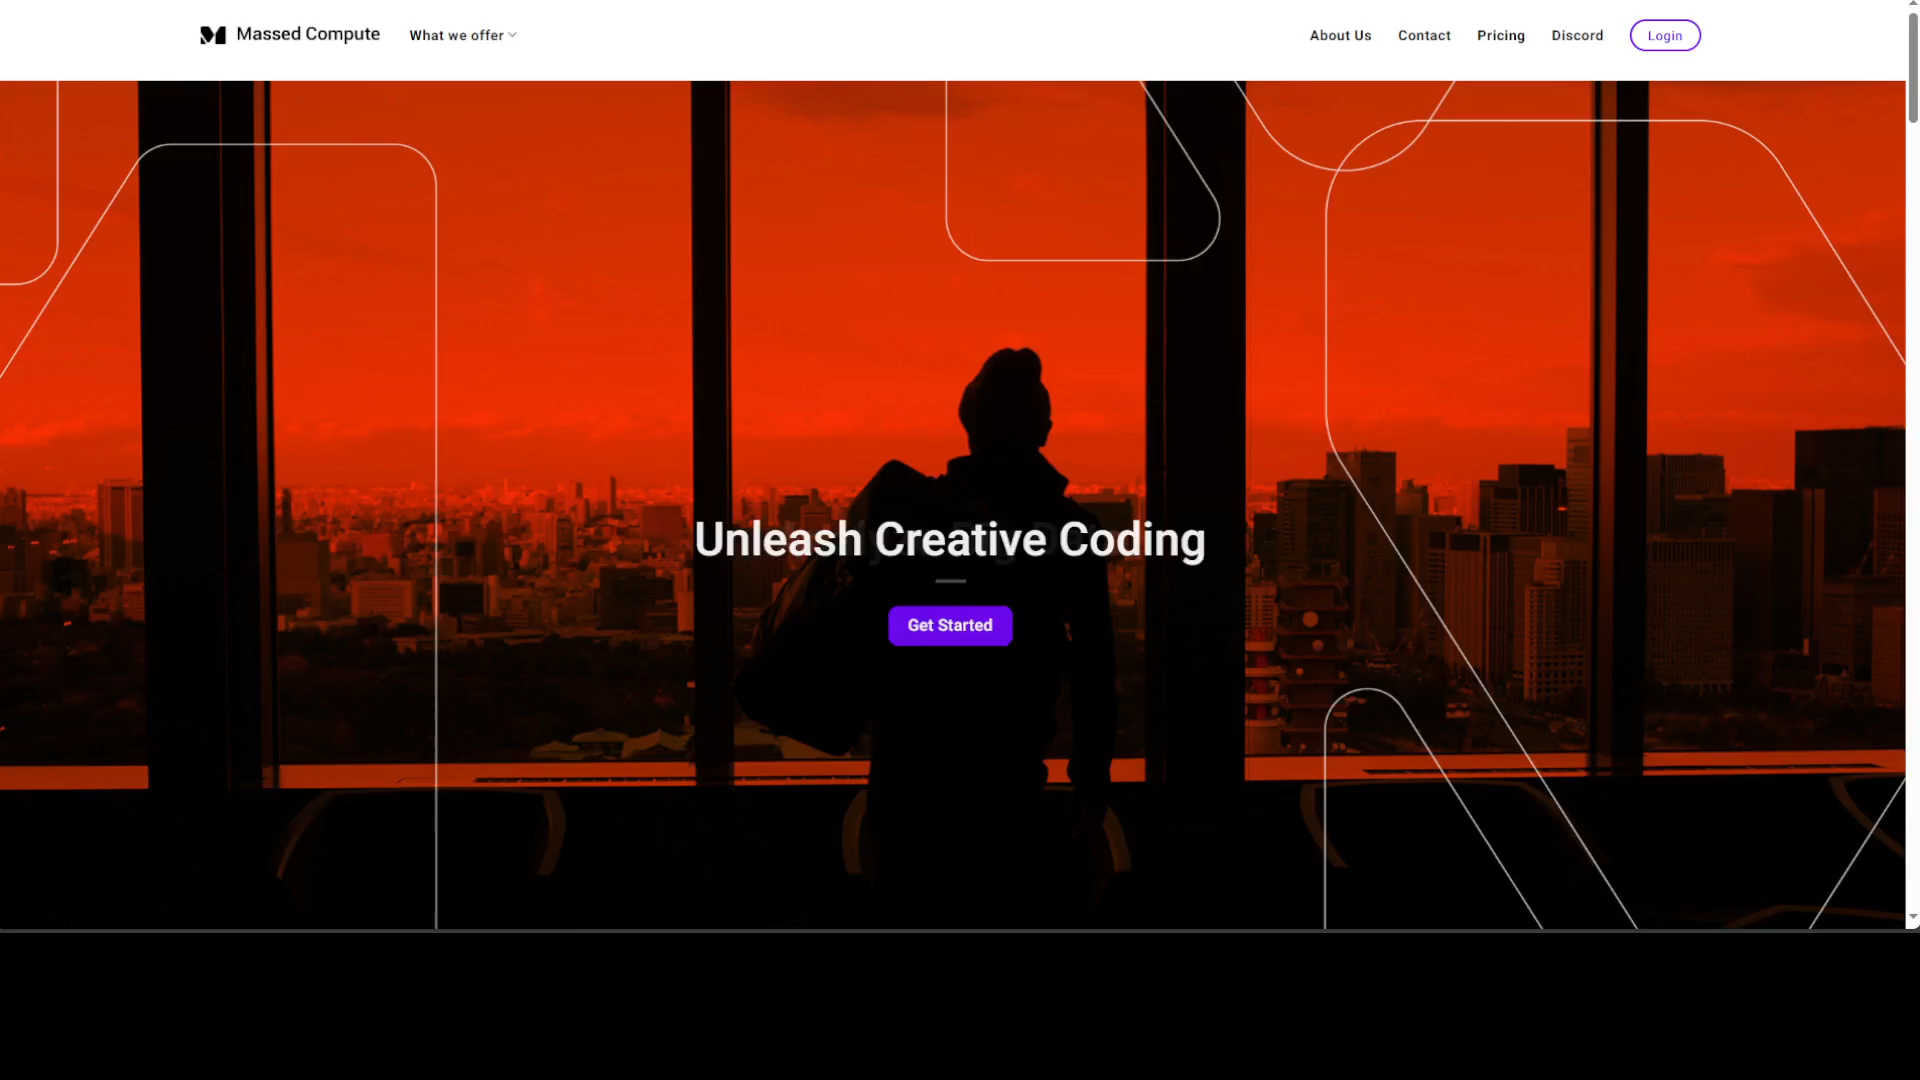 Massed Compute
What we offer
About Us
Contact
Pricing
Discord
Login
Unleash Creative Coding
Get Started